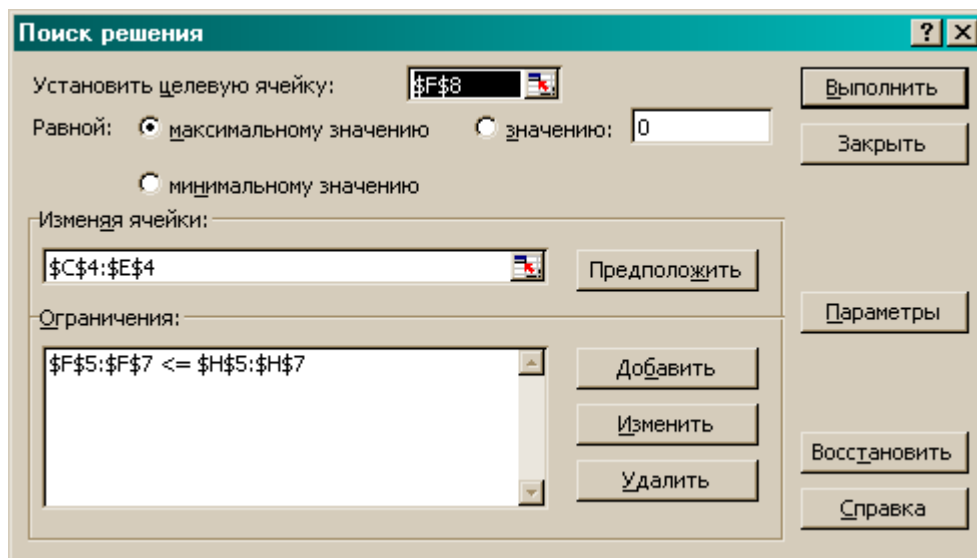 Поиск решения
Установить целевую ячейку: $F$8
Выполнить
Равной: максимальному значению значению: 0
Закрыть
минимальному значению
Изменяя ячейки:
$C$4:$E$4 Предположить
Параметры
Ограничения:
$F$5:$F$7 <= $H$5:$H$7
Добавить
Изменить
Восстановить
Удалить
Справка